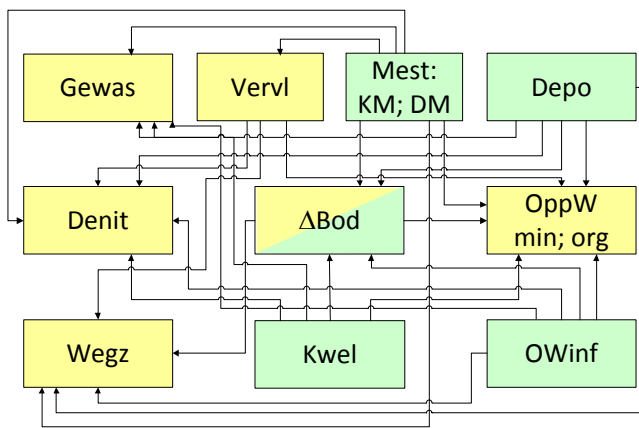 Gewas
Vervl
Mest:
KM; DM
Depo
Denit
ΔBod
OppW
min; org
Wegz
Kwel
OWinf